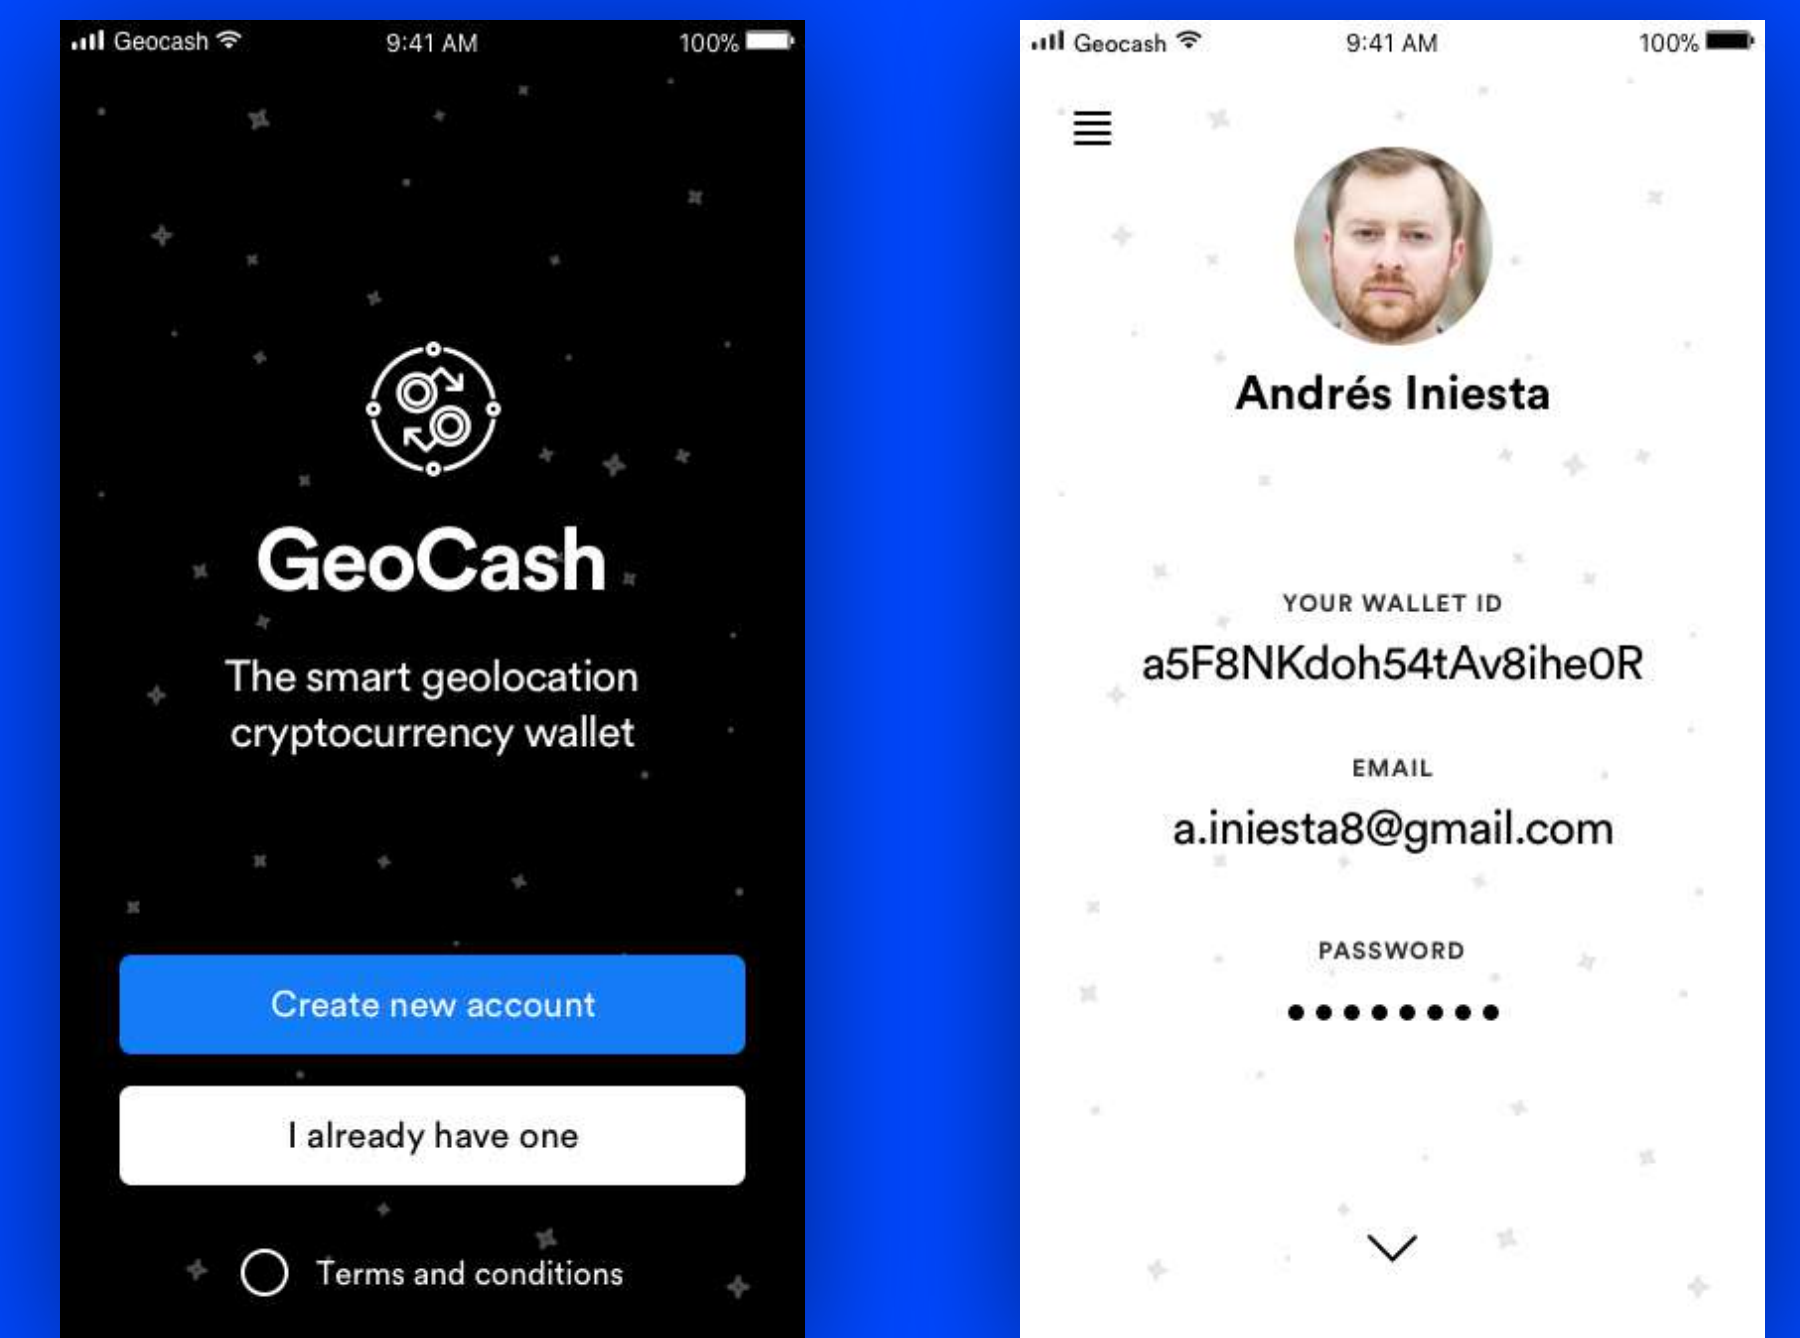 Geocash 9:41 AM 100%
GeoCash
The smart geolocation
cryptocurrency wallet
Create new account
I already have one
Terms and conditions
Geocash 9:41 AM 100%
Andrés Iniesta
YOUR WALLET ID
a5F8NKdoh54tAv8ihe0R
EMAIL
a.iniesta8@gmail.com
PASSWORD